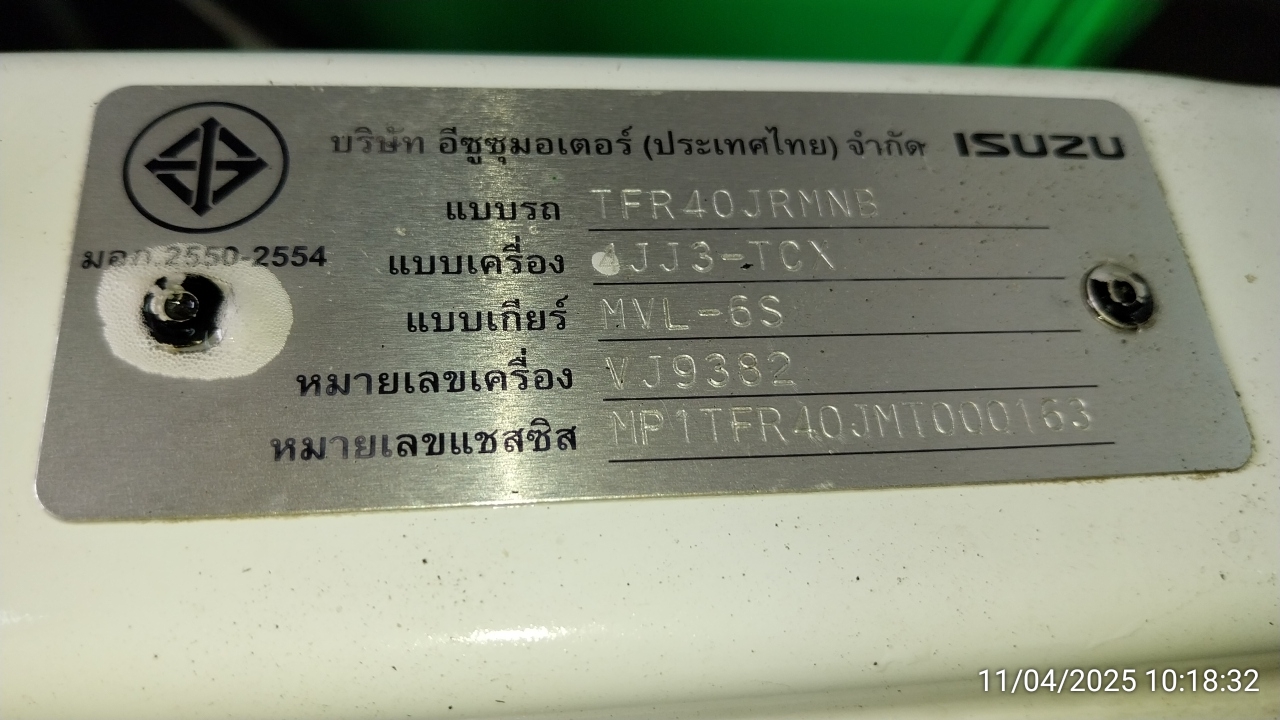 บริษัท อีซูซุมอเตอร์ (ประเทศไทย) จำกัด ISUZU
แบบรถ TFR40JRMNB
มอก.2550-2554
แบบเครื่อง 4JJ3-TCX
แบบเกียร์ MVL-6S
หมายเลขเครื่อง VJ9382
หมายเลขแชสซิส MP1TFR40JMT000163
11/04/2025 10:18:32